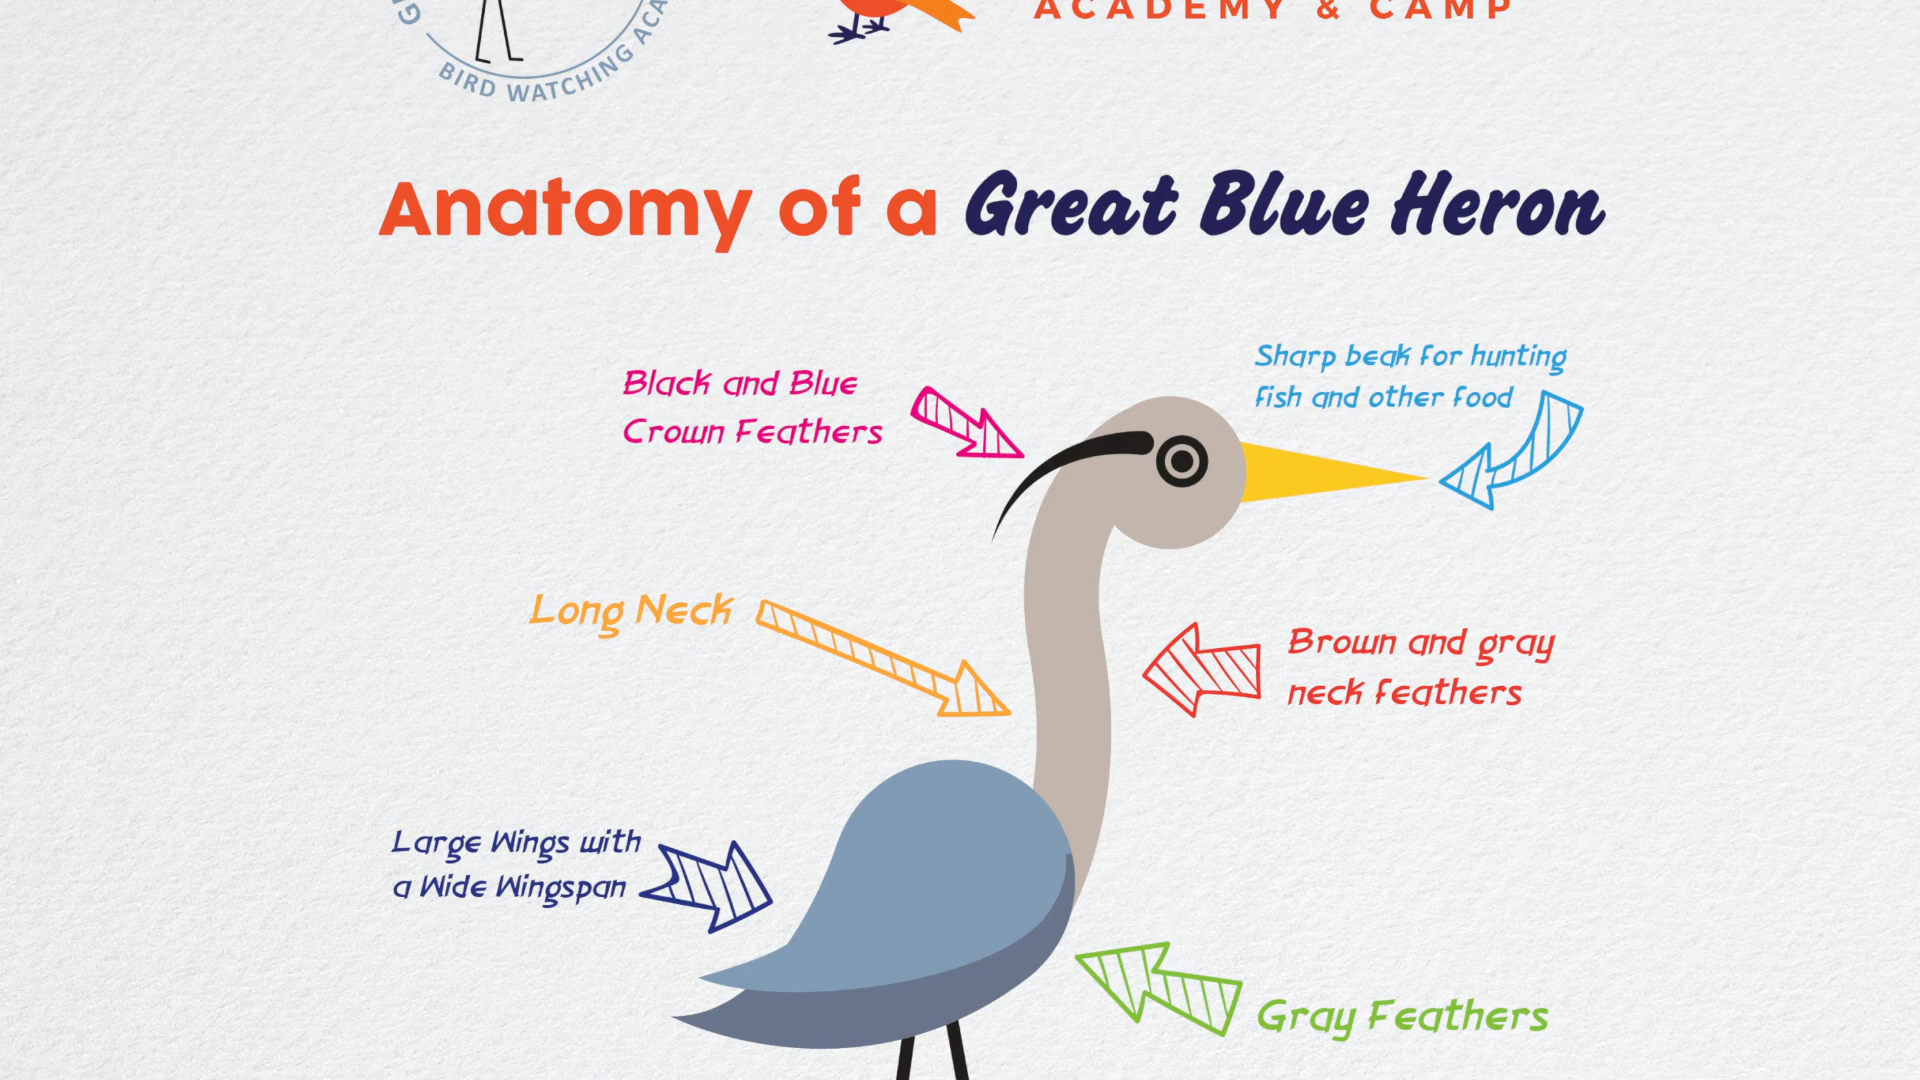 BIRD WATCHING
ACADEMY & CAMP
Anatomy of a Great Blue Heron
Black and Blue
Crown Feathers
Sharp beak for hunting
fish and other food
Long Neck
Brown and gray
neck feathers
Large Wings with
a Wide Wingspan
Gray Feathers